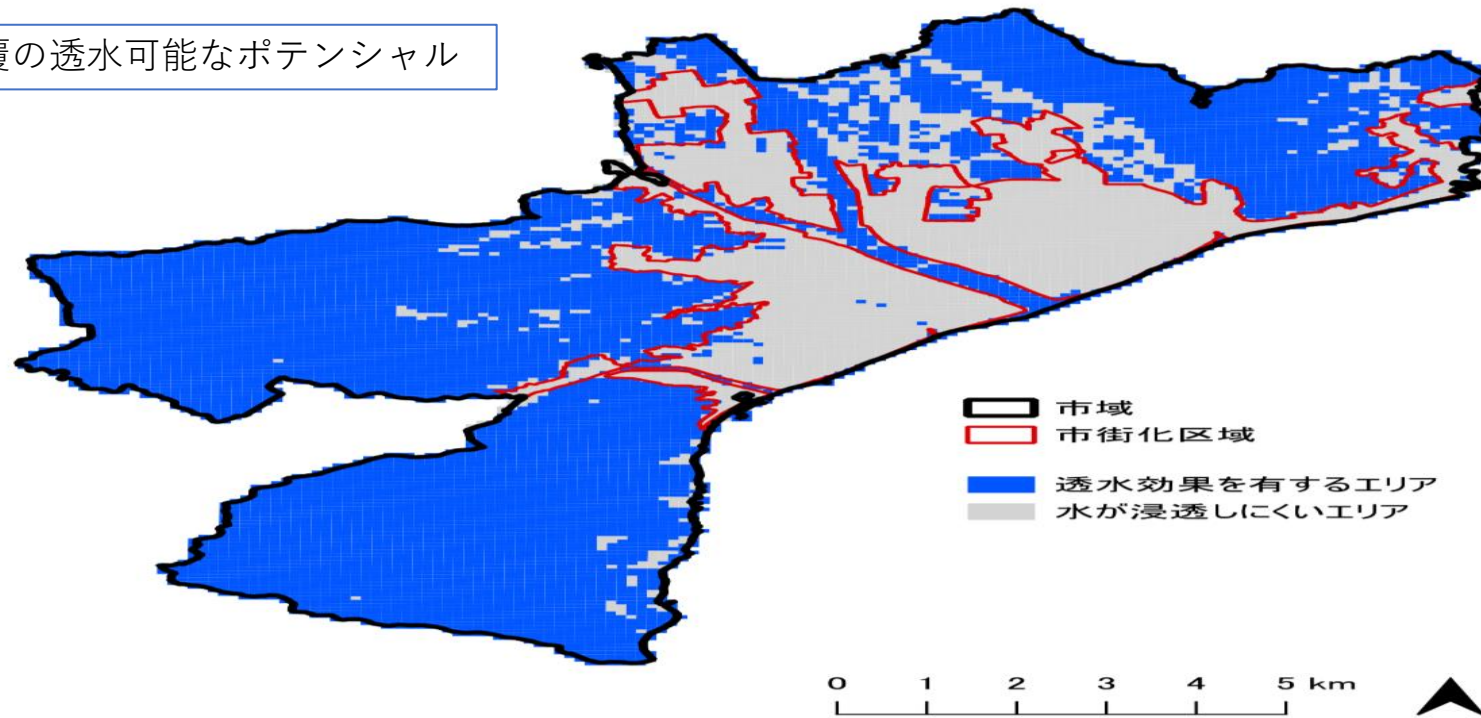 の透水可能なポテンシャル
市域
市街化区域
透水効果を有するエリア
水が浸透しにくいエリア
0 1 2 3 4 5 km